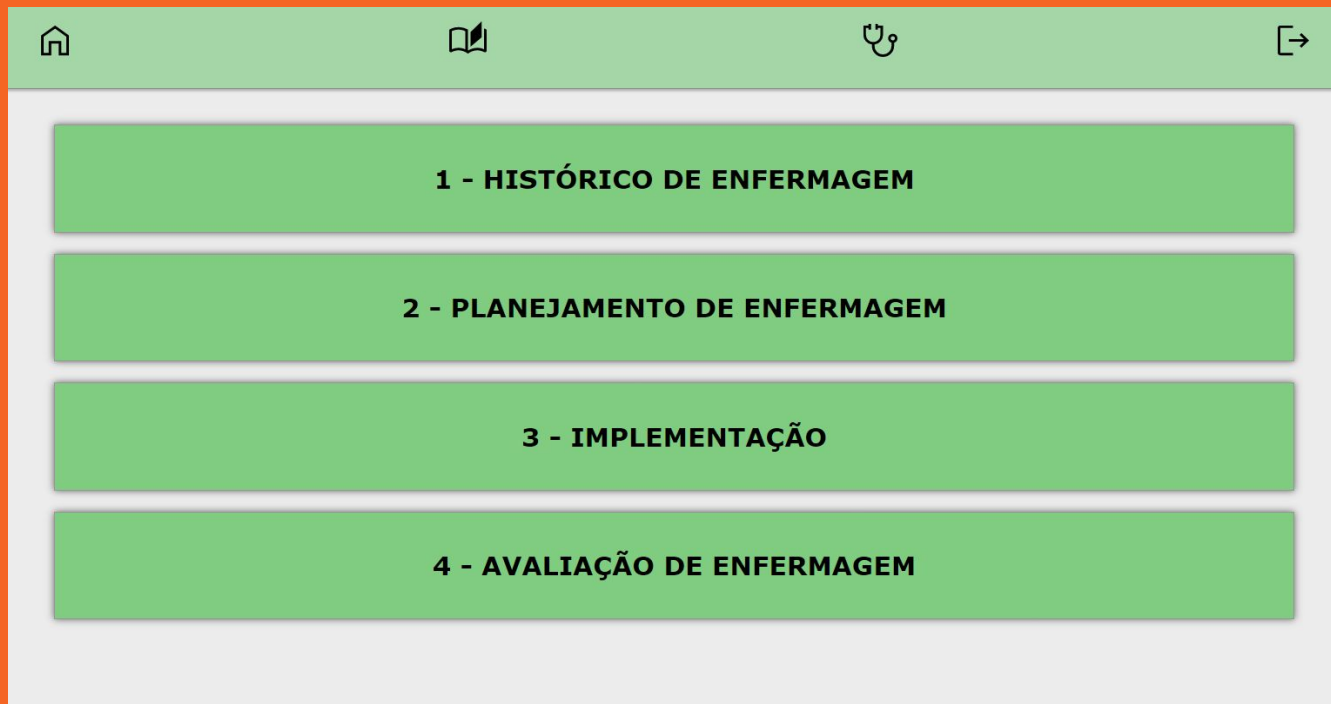 1 - HISTÓRICO DE ENFERMAGEM
2 - PLANEJAMENTO DE ENFERMAGEM
3 - IMPLEMENTAÇÃO
4 - AVALIAÇÃO DE ENFERMAGEM